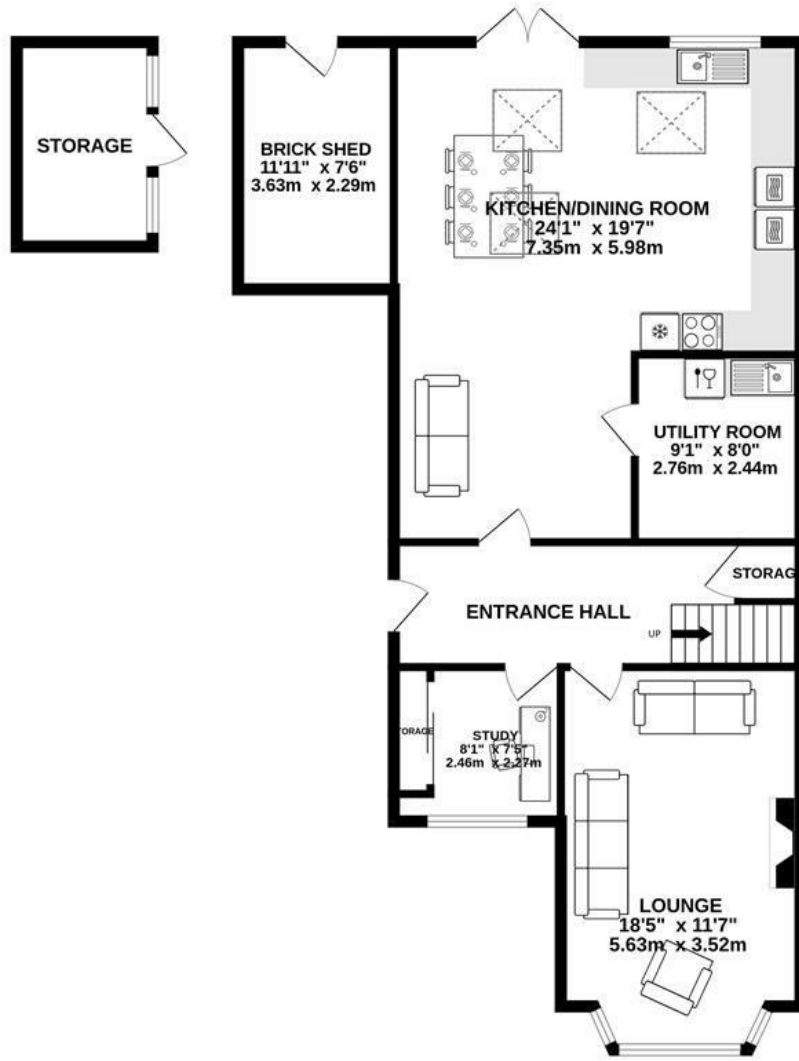 STORAGE
BRICK SHED
11'11" x 7'6"
3.63m x 2.29m
KITCHEN/DINING ROOM
24'1" x 19'7"
7.35m x 5.98m
UTILITY ROOM
9'1" x 8'0"
2.76m x 2.44m
STORAG
ENTRANCE HALL
UP
TORAGE
STUDY
8'1" x 7'5"
2.46m x 2.27m
LOUNGE
18'5" x 11'7"
5.63m x 3.52m